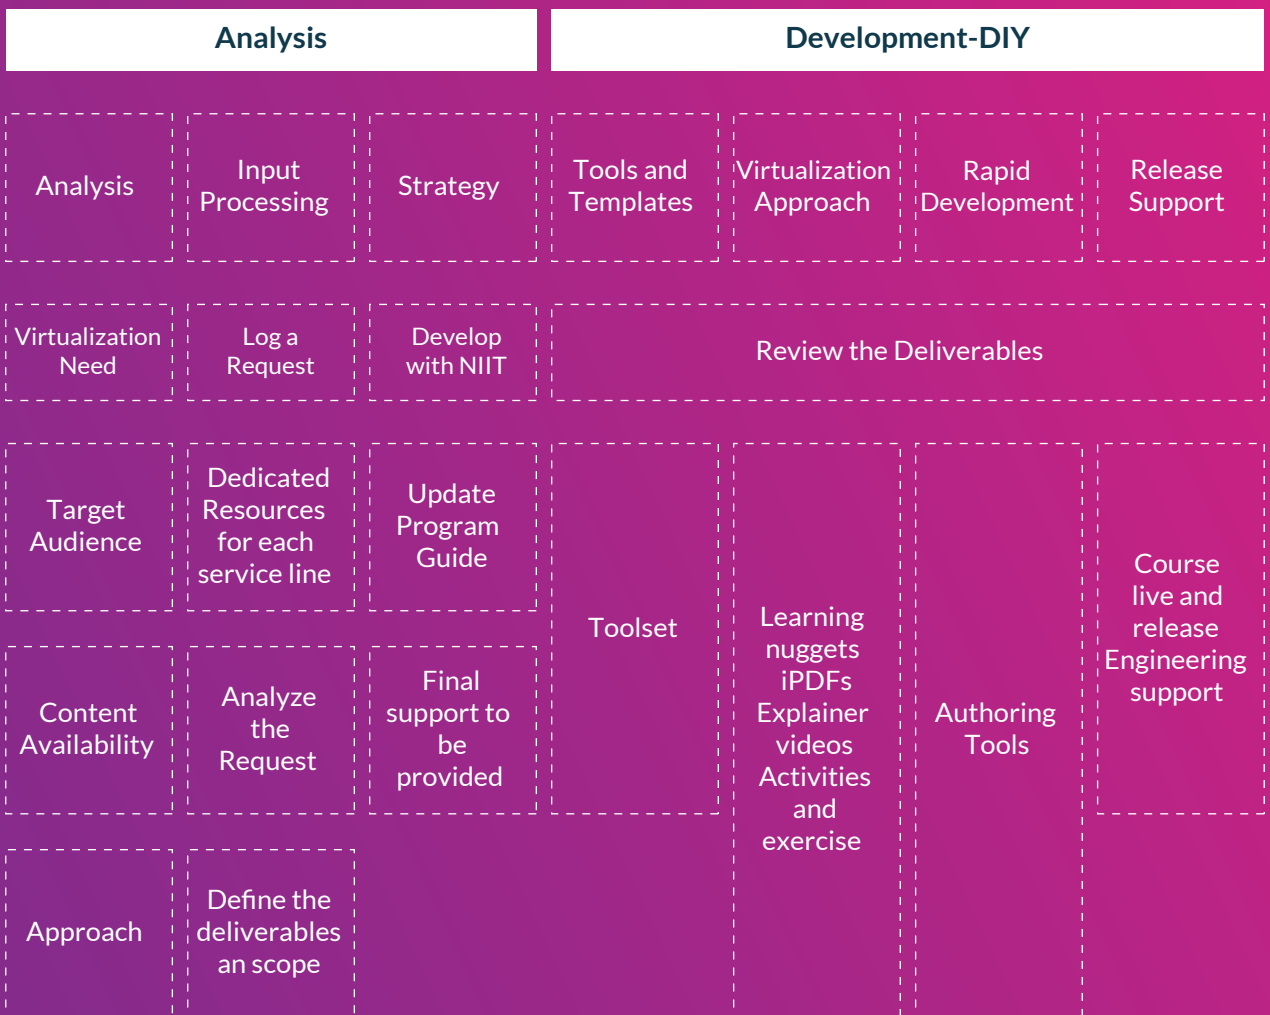 Analysis
Development-DIY
Analysis
Input
Processing
Strategy
Tools and
Templates
Virtualization
Approach
Rapid
Development
Release
Support
Virtualization
Need
Log a
Request
Develop
with NIIT
Review the Deliverables
Target
Audience
Dedicated
Resources
for each
service line
Update
Program
Guide
Toolset
Learning
nuggets
iPDFs
Explainer
videos
Activities
and
exercise
Authoring
Tools
Course
live and
release
Engineering
support
Content
Availability
Analyze
the
Request
Final
support to
be
provided
Approach
Define the
deliverables
an scope